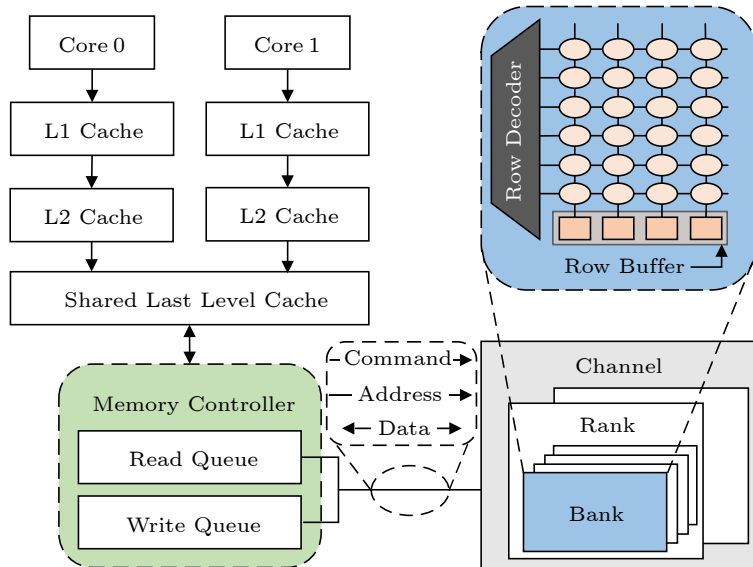 Core 0
Core 1
L1 Cache
L1 Cache
L2 Cache
L2 Cache
Shared Last Level Cache
Row Decoder
Row Buffer
Memory Controller
Read Queue
Write Queue
Command
Address
Data
Channel
Rank
Bank